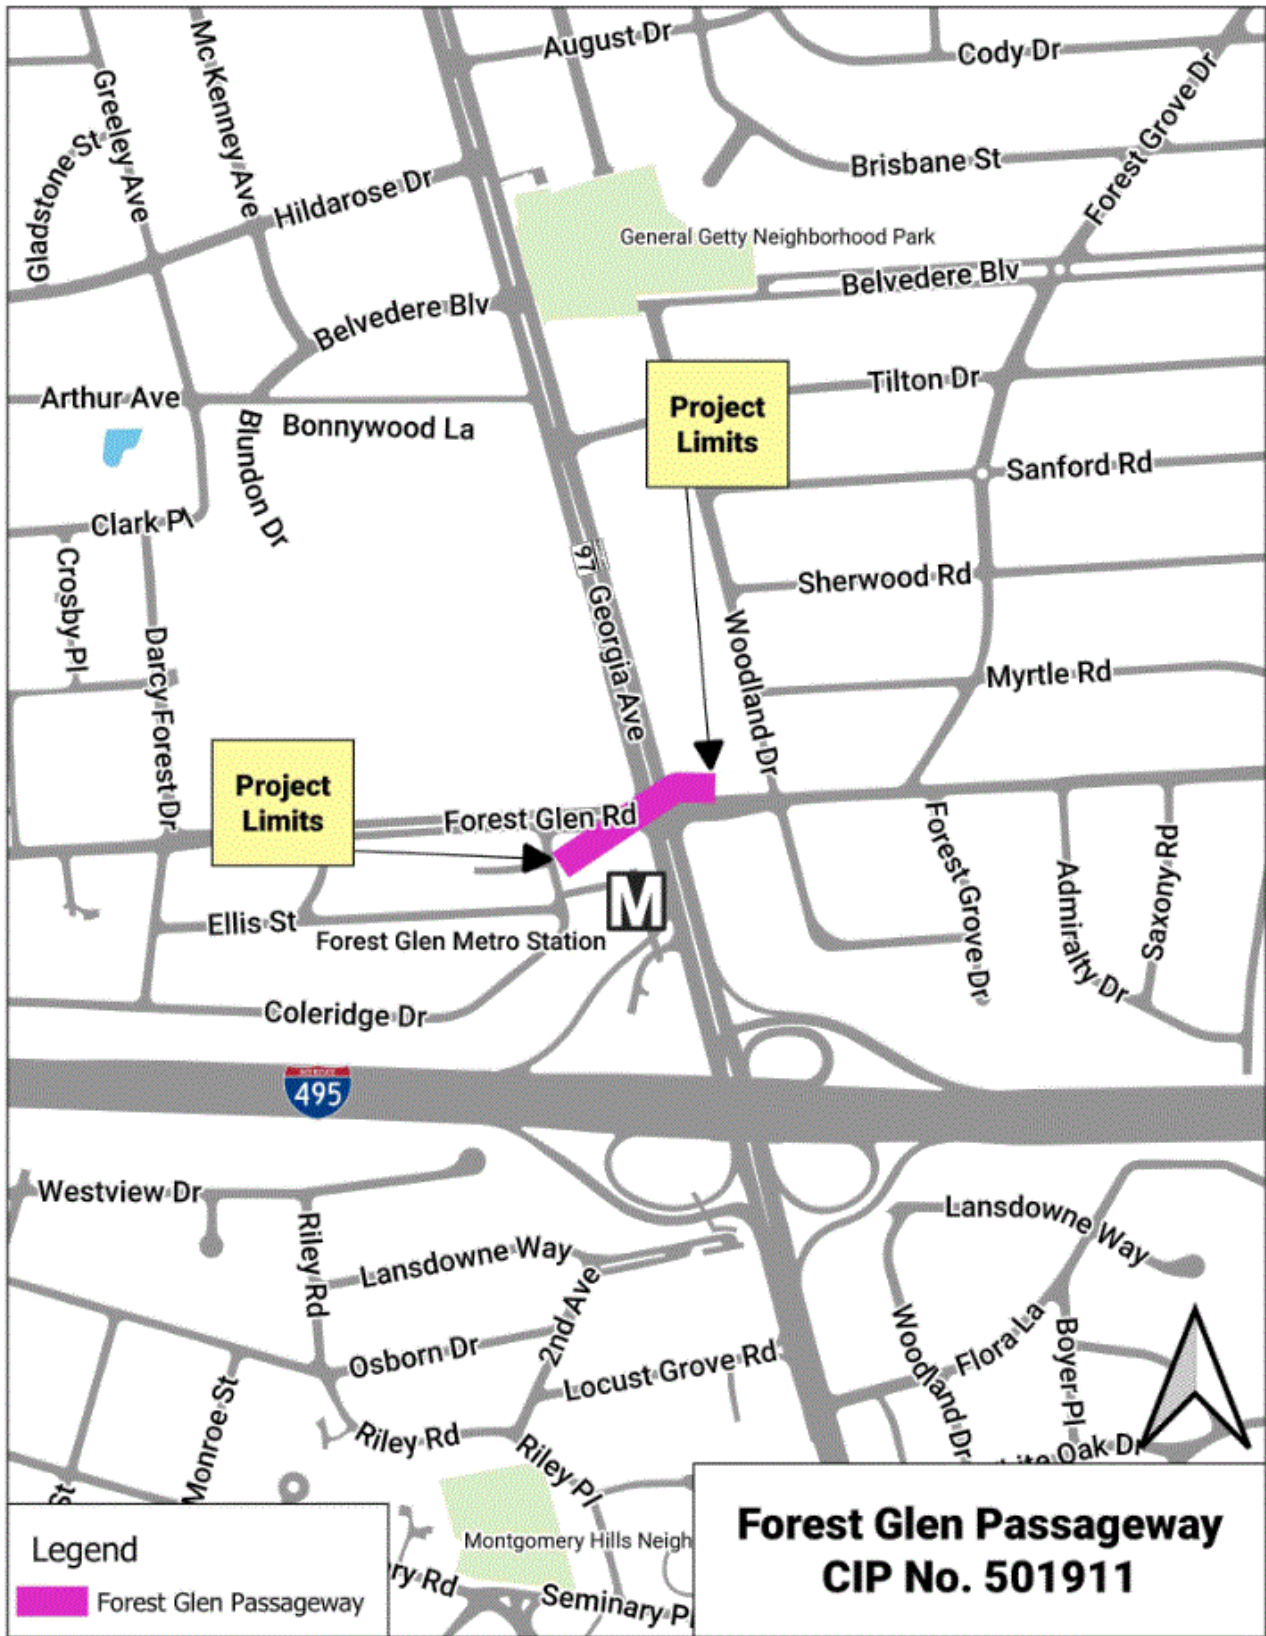 August Dr
Cody Dr
McKenney Ave
Greeley Ave
Gladstone St
Forest Grove Dr
Brisbane St
Hildarose Dr
General Getty Neighborhood Park
Belvedere Blv
Belvedere Blv
Tilton Dr
Arthur Ave
Project
Limits
Bonnywood La
Blundon Dr
Sanford Rd
Clark Pl
97
Crosby Pl
Sherwood Rd
Georgia Ave
Darcy Forest Dr
Woodland Dr
Myrtle Rd
Project
Limits
Forest Glen Rd
Forest Grove Dr
Admiralty Dr
Saxony Rd
M
Ellis St
Forest Glen Metro Station
Coleridge Dr
495
Westview Dr
Riley Rd
Lansdowne Way
Lansdowne Way
2nd Ave
Osborn Dr
Locust Grove Rd
Woodland Dr
Flora La
Boyer Pl
Monroe St
Riley Rd
Riley Pl
ite Oak Dr
St
Montgomery Hills Neigh
ry Rd
Seminary Pl
Legend
Forest Glen Passageway
Forest Glen Passageway
CIP No. 501911